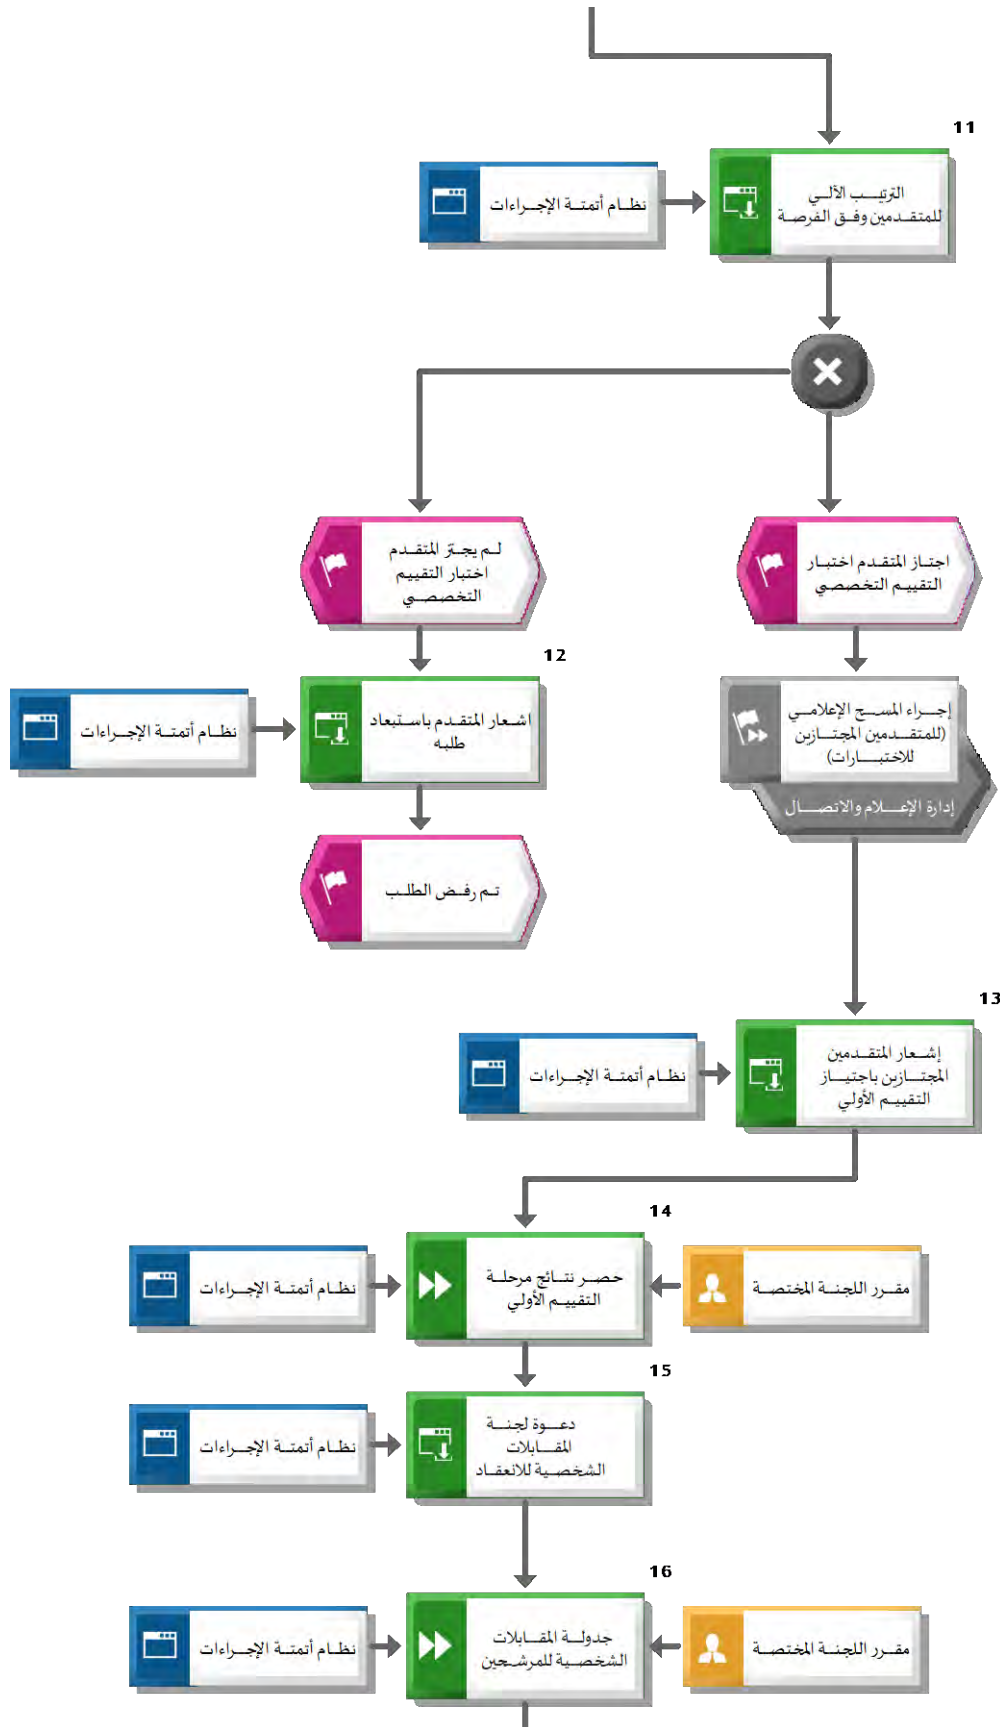 11
الترتيب الآلي
للمتقدمين وفق الفرصة
نظام أتمتة الإجراءات
اجتاز المتقدم اختبار
التقييم التخصصي
لم يجتز المتقدم
اختبار التقييم
التخصصي
12
اشعار المتقدم باستبعاد
طلبه
نظام أتمتة الإجراءات
إجراء المسح الإعلامي
(للمتقدمين المجتازين
للاختبارات)
إدارة الإعلام والاتصال
تم رفض الطلب
13
إشعار المتقدمين
المجتازين باجتياز
التقييم الأولي
نظام أتمتة الإجراءات
14
مقرر اللجنة المختصة
حصر نتائج مرحلة
التقييم الأولي
نظام أتمتة الإجراءات
15
دعوة لجنة
المقابلات
الشخصية للانعقاد
نظام أتمتة الإجراءات
16
مقرر اللجنة المختصة
جدولة المقابلات
الشخصية للمرشحين
نظام أتمتة الإجراءات